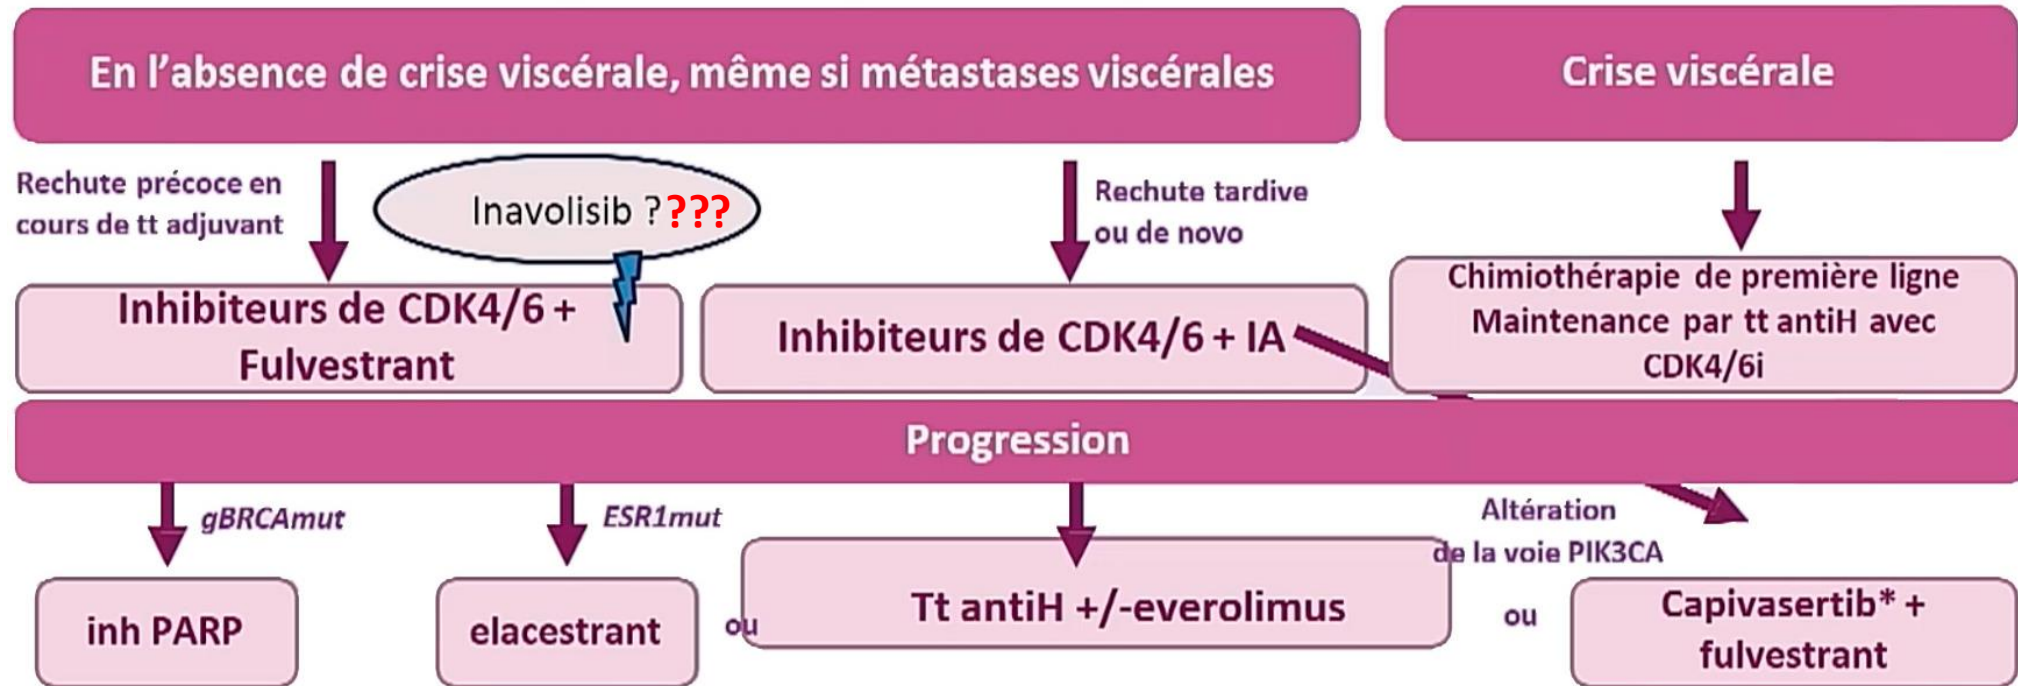 En l’absence de crise viscérale, même si métastases viscérales
Crise viscérale
Rechute précoce en
cours de tt adjuvant
Inavolisib ????
Rechute tardive
ou de novo
Inhibiteurs de CDK4/6 +
Fulvestrant
Inhibiteurs de CDK4/6 + IA
Chimiothérapie de première ligne
Maintenance par tt antiH avec
CDK4/6i
Progression
gBRCAmut
ESR1mut
Altération
de la voie PIK3CA
inh PARP
elacestrant
ou
Tt antiH +/-everolimus
ou
Capivasertib* +
fulvestrant